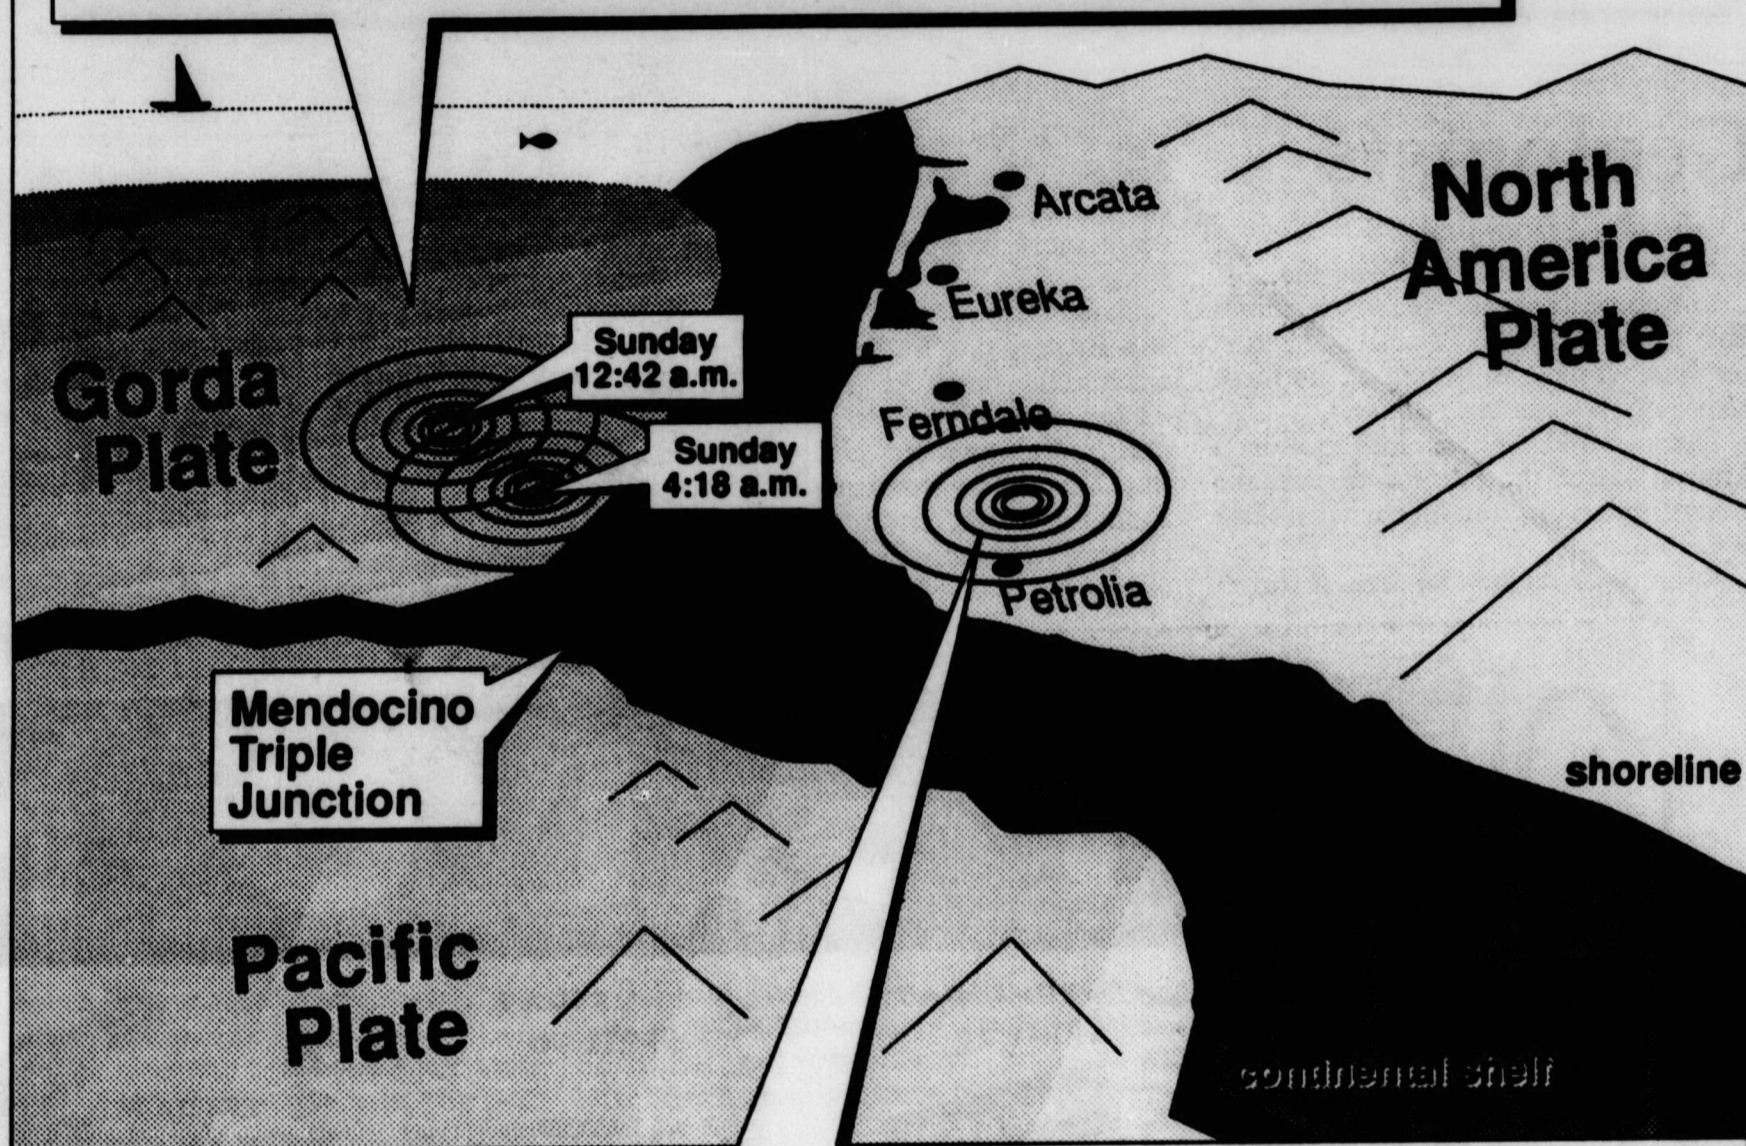 Arcata
North
America
Plate
Eureka
Sunday
12:42 a.m.
Gorda
Plate
Ferndale
Sunday
4:18 a.m.
Petrolia
Mendocino
Triple
Junction
shoreline
Pacific
Plate
continental shelf